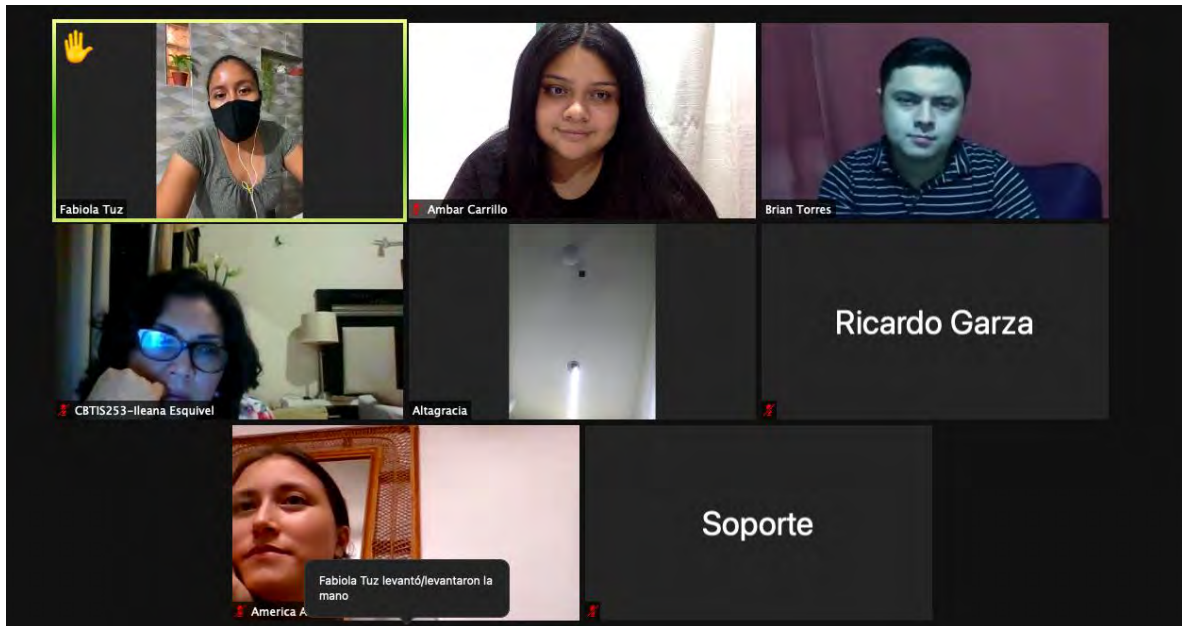 Fabiola Tuz
Ambar Carrillo
Brian Torres
CBTIS253-Ileana Esquivel
Altagracia
Ricardo Garza
America A
Fabiola Tuz levantó/levantaron la
mano
Soporte